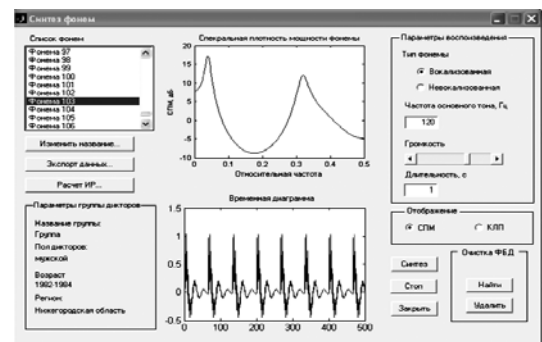 Синтез фонем
Список фонем
Фонема 97
Фонема 98
Фонема 99
Фонема 100
Фонема 101
Фонема 102
Фонема 103
Фонема 104
Фонема 105
Фонема 106
Изменить название...
Экспорт данных...
Расчет ИР...
Параметры группы дикторов
Название группы:
Группа
Пол дикторов:
мужской
Возраст
1982-1984
Регион:
Нижегородская область
Спекральная плотность мощности фонемы
СПМ, дБ
20
15
10
5
0
-5
-10
0 0.1 0.2 0.3 0.4 0.5
Относительная частота
Временная диаграмма
1.5
1
0.5
0
-0.5
0 100 200 300 400 500
Параметры воспоизведения
Тип фонемы
Вокализованная
Невокализованная
Частота основного тона, Гц
120
Громкость
Длительность, с
1
Отображение
СПМ КЛП
Синтез
Стоп
Закрыть
Очистка ФБД
Найти
Удалить